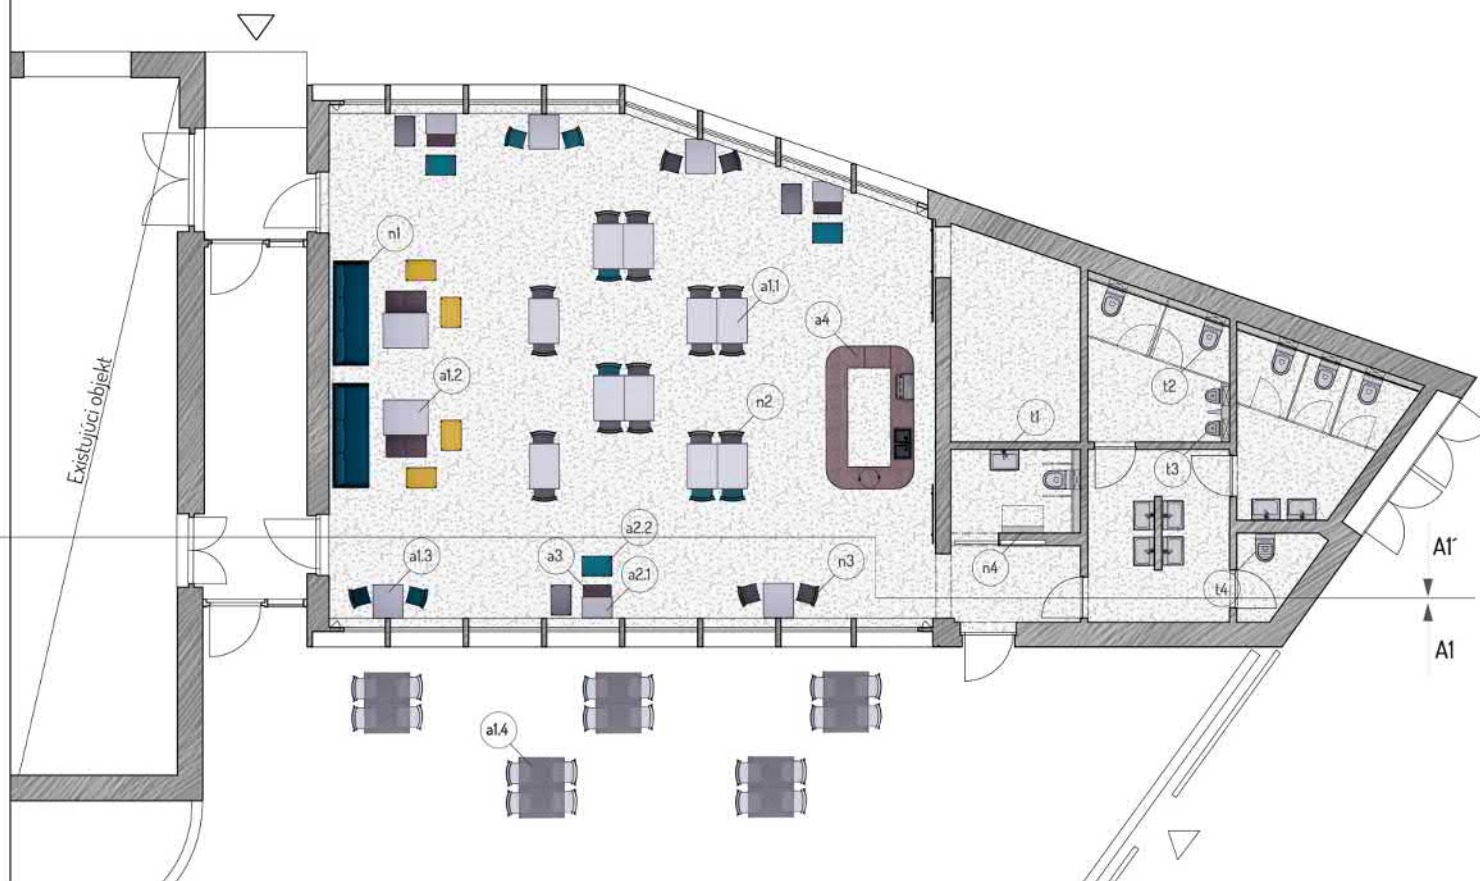 n1
a1.1
a4
Existujúci objekt
a1.2
t2
n2
t1
t3
a2.2
a1.3
a3
n3
a2.1
n4
t4
A1'
A1
a1.4